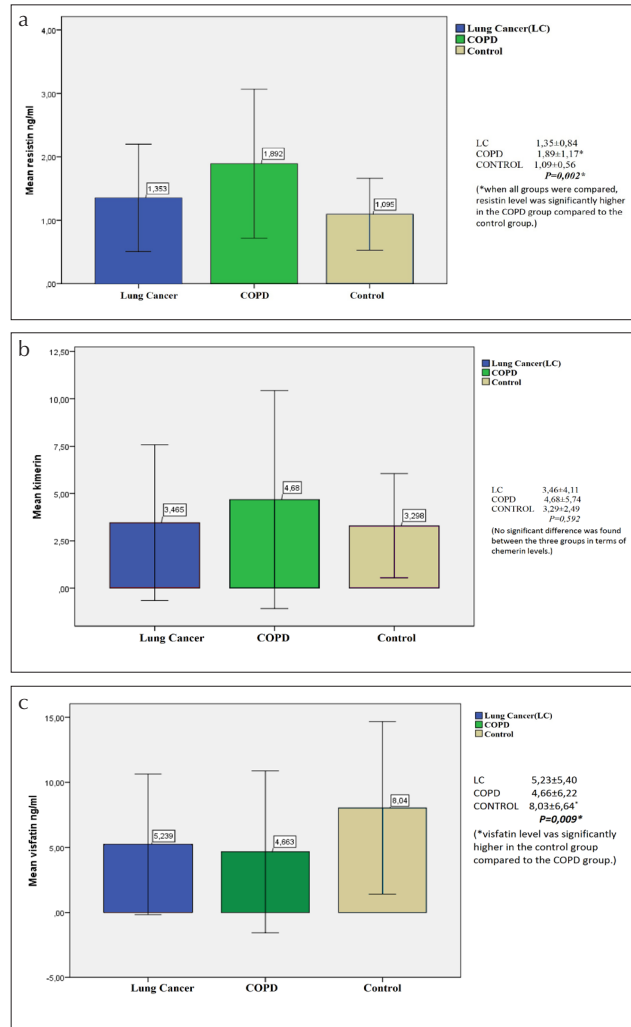 a
4,00
3,00
2,00
1,00
,00
Mean resistin ng/ml
1,353
1,892
1,095
Lung Cancer
COPD
Control
Lung Cancer(LC)
COPD
Control
LC 1,35±0,84
COPD 1,89±1,17*
CONTROL 1,09±0,56
P=0,002*
(*when all groups were compared,
resistin level was significantly higher
in the COPD group compared to the
control group.)
b
12,50
10,00
7,50
5,00
2,50
,00
Mean kimerin
3,465
4,68
3,298
Lung Cancer
COPD
Control
Lung Cancer(LC)
COPD
Control
LC 3,46±4,11
COPD 4,68±5,74
CONTROL 3,29±2,49
P=0,592
(No significant difference was found
between the three groups in terms of
chemerin levels.)
c
15,00
10,00
5,00
,00
-5,00
Mean visfatin ng/ml
5,239
4,663
8,04
Lung Cancer
COPD
Control
Lung Cancer(LC)
COPD
Control
LC 5,23±5,40
COPD 4,66±6,22
CONTROL 8,03±6,64*
P=0,009*
(*visfatin level vas significantly
higher in the control group
compared to the COPD group.)